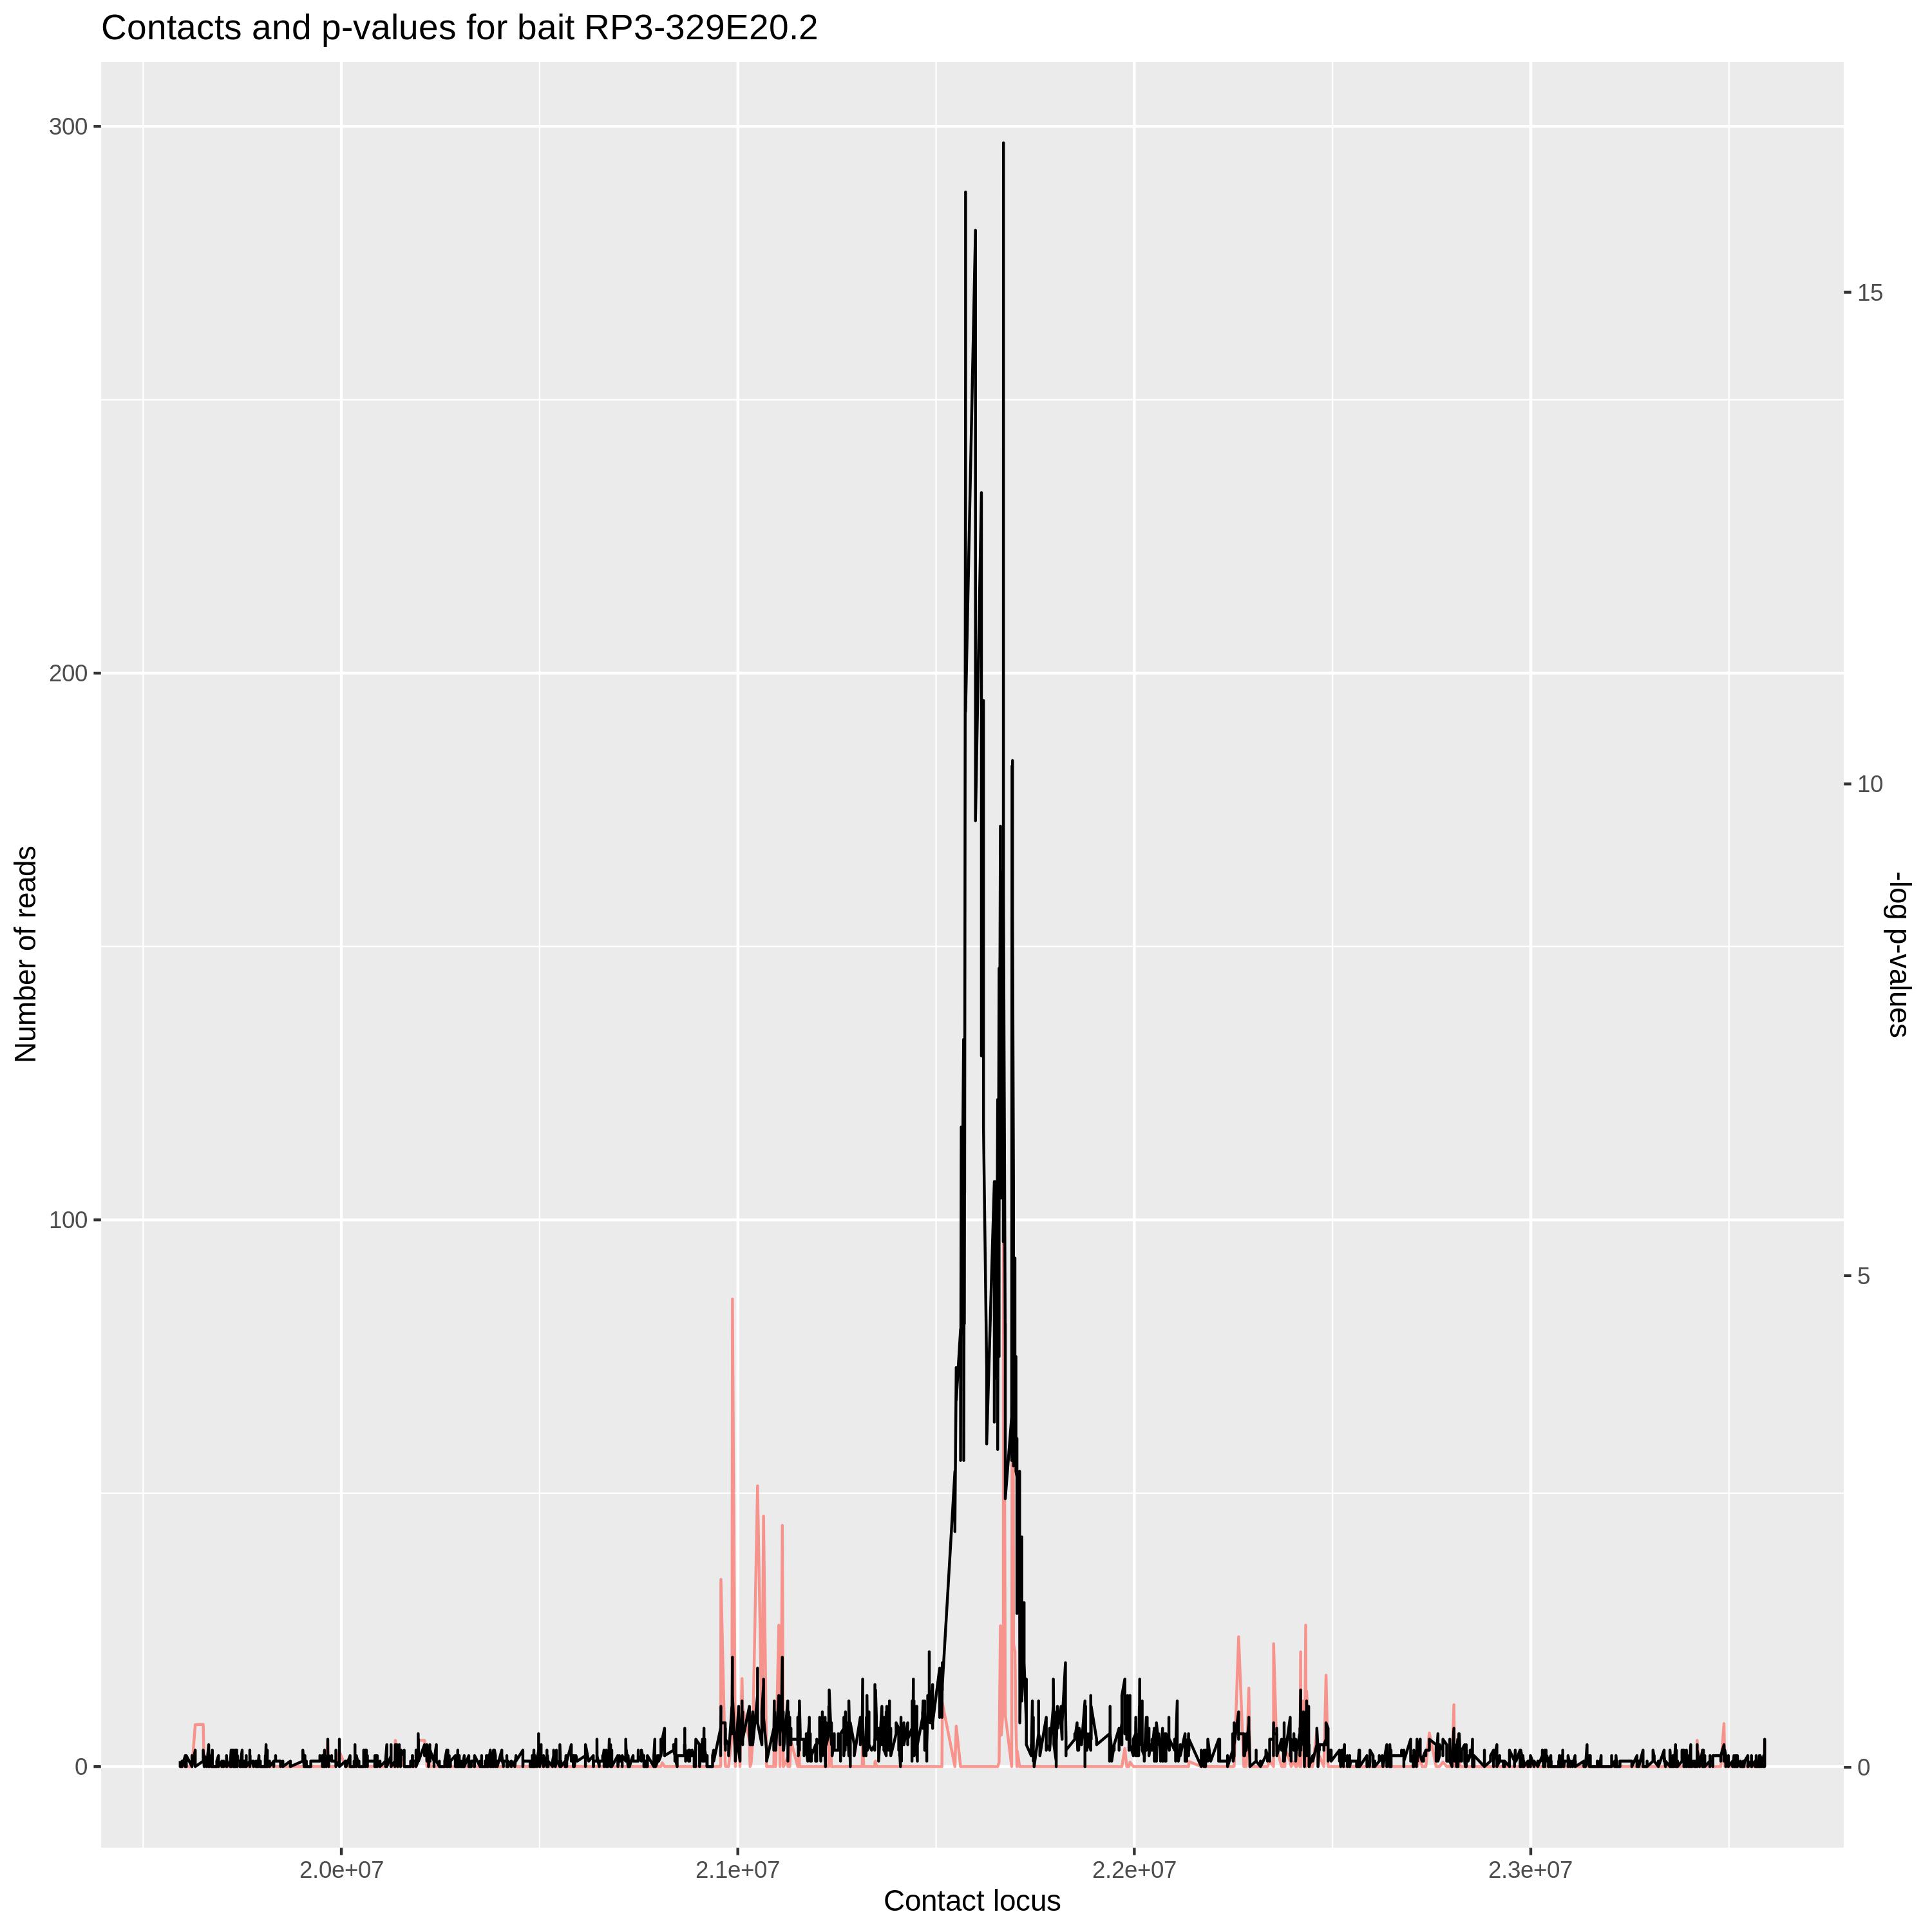 Contacts and p-values for bait RP3-329E20.2
300
200
100
0
Number of reads
15
10
5
0
-log p-values
2.0e+07
2.1e+07
2.2e+07
2.3e+07
Contact locus